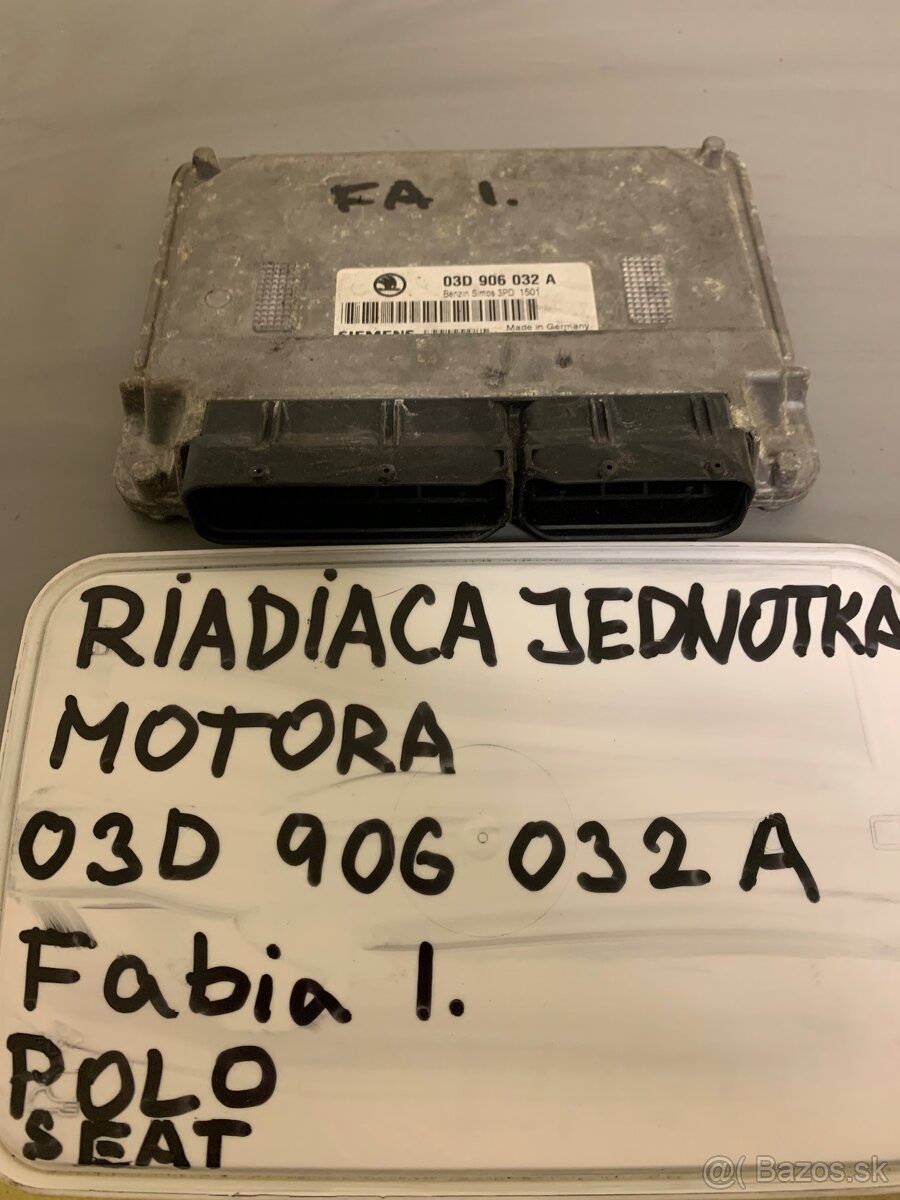 FA 1.
03D 906 032 A
Benzin Simos 3PD 1501
SIEMENS
Made in Germany
RIADIACA JEDNOTKA
MOTORA
03D 906 032 A
Fabia 1.
POLO
SEAT
@( Bazos.sk